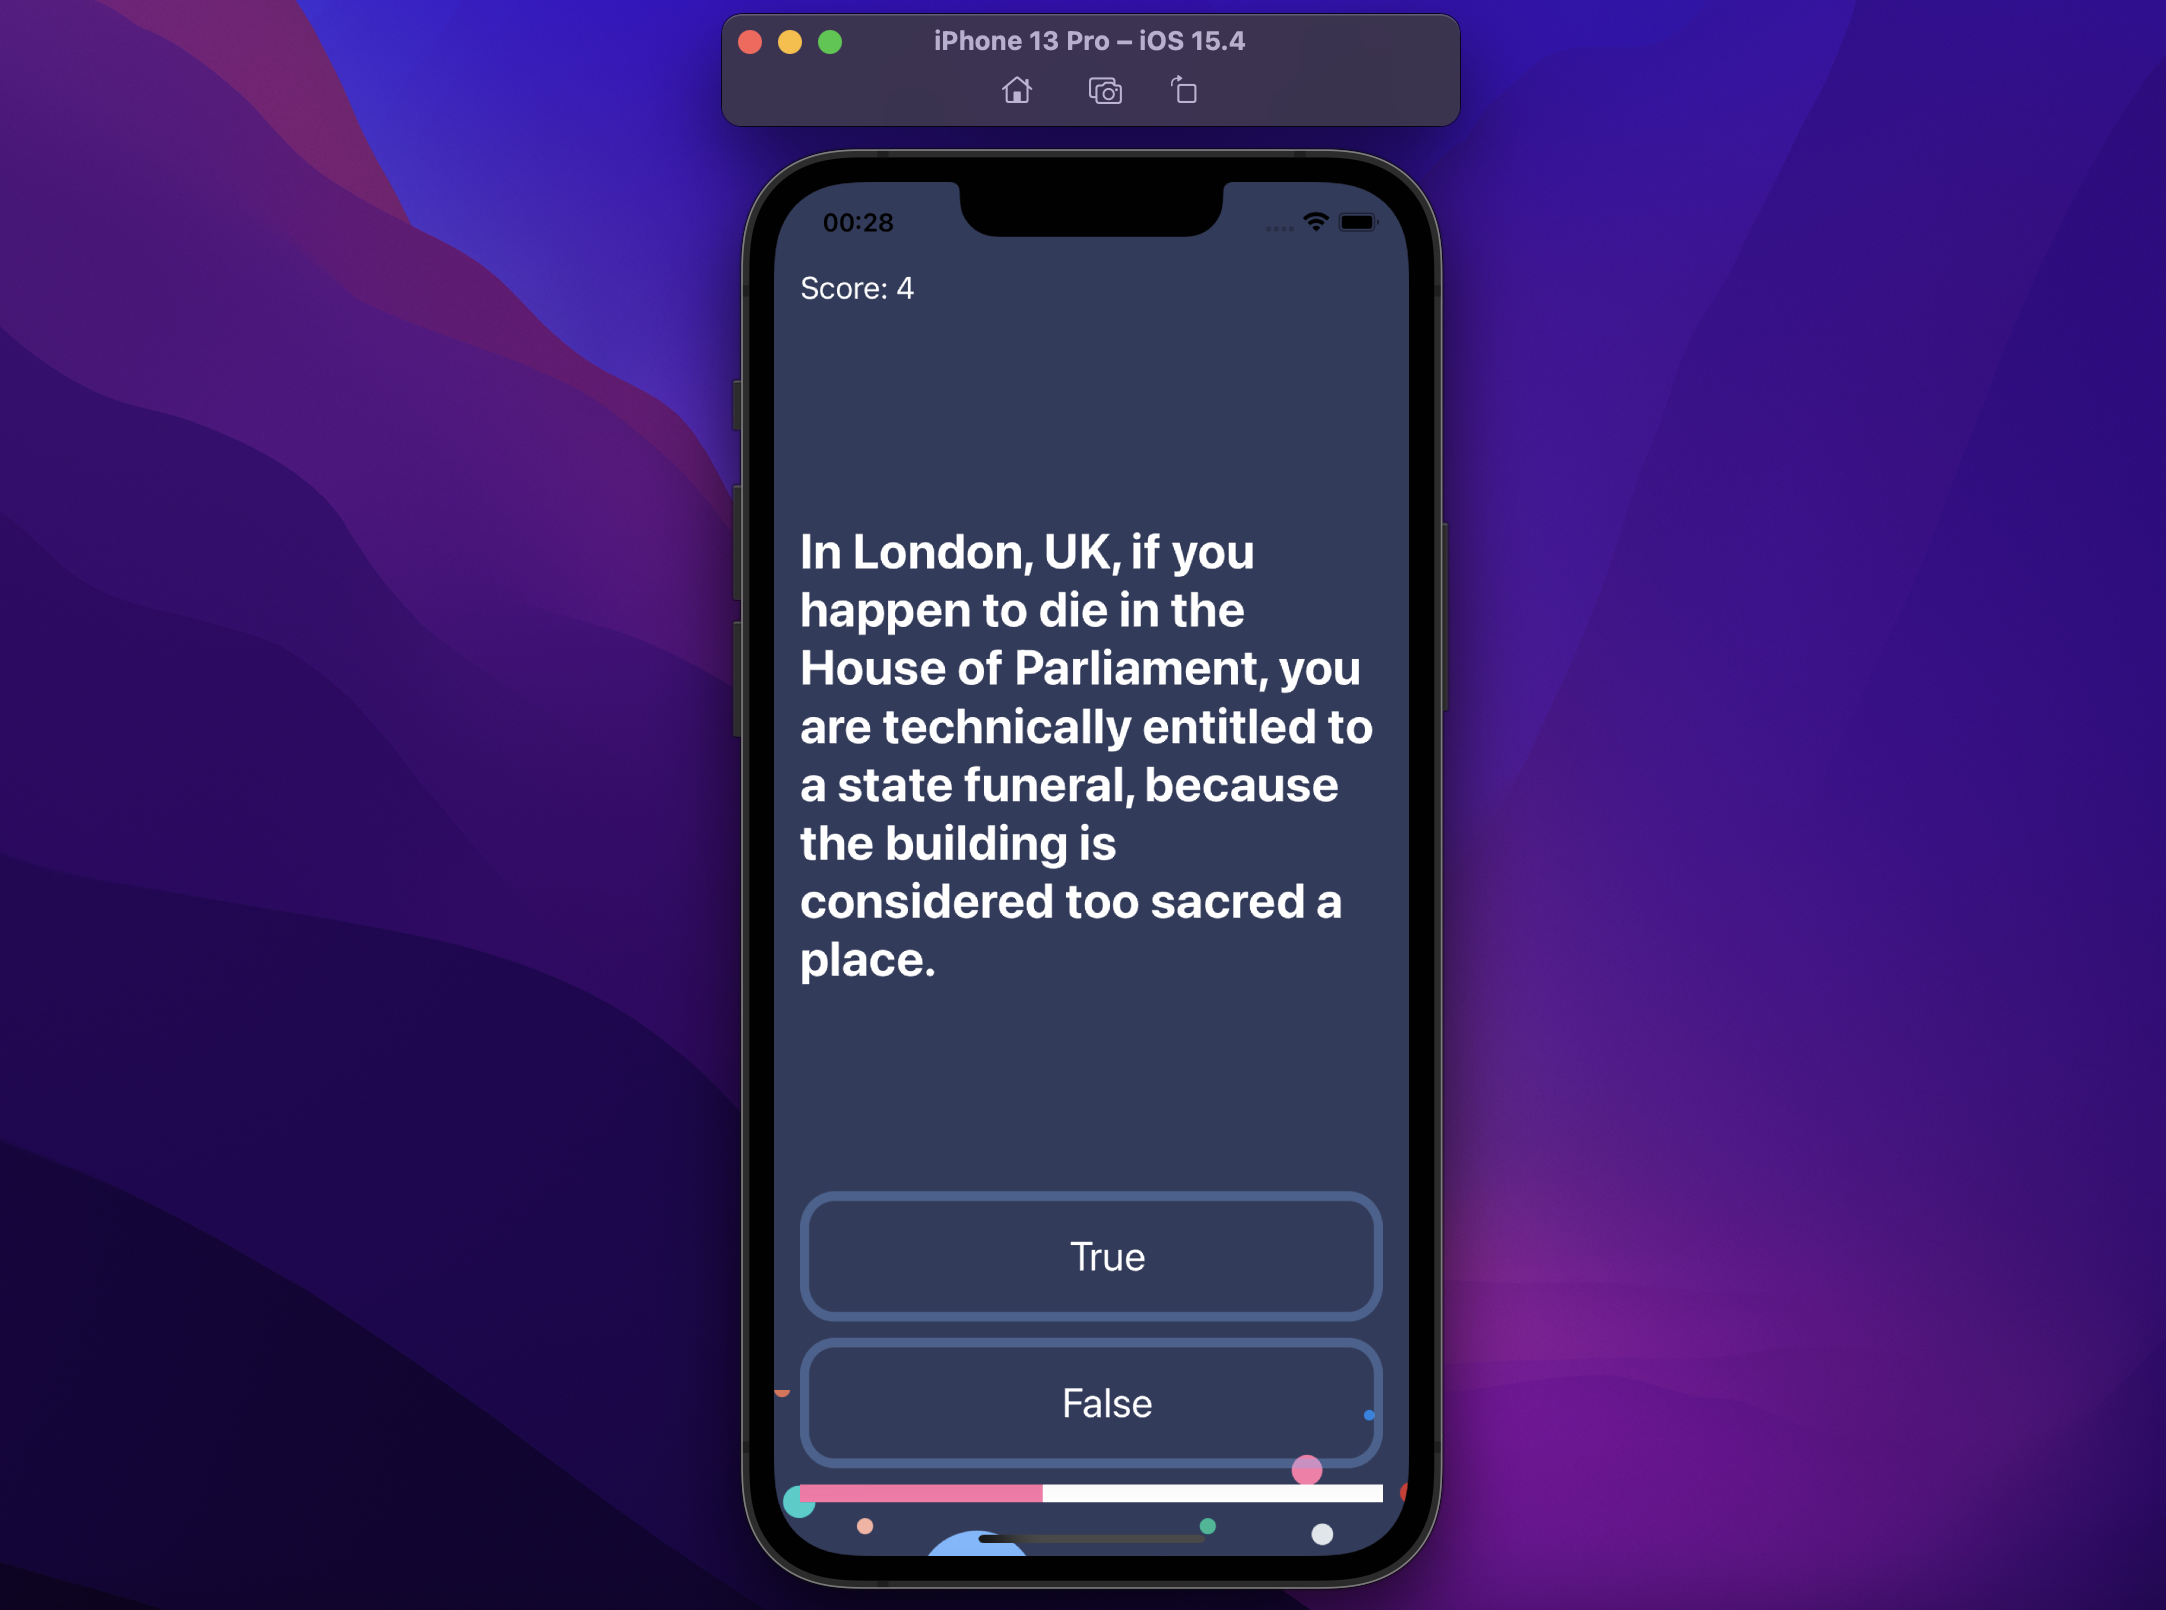 iPhone 13 Pro – iOS 15.4
00:28
Score: 4
In London, UK, if you
happen to die in the
House of Parliament, you
are technically entitled to
a state funeral, because
the building is
considered too sacred a
place.
True
False